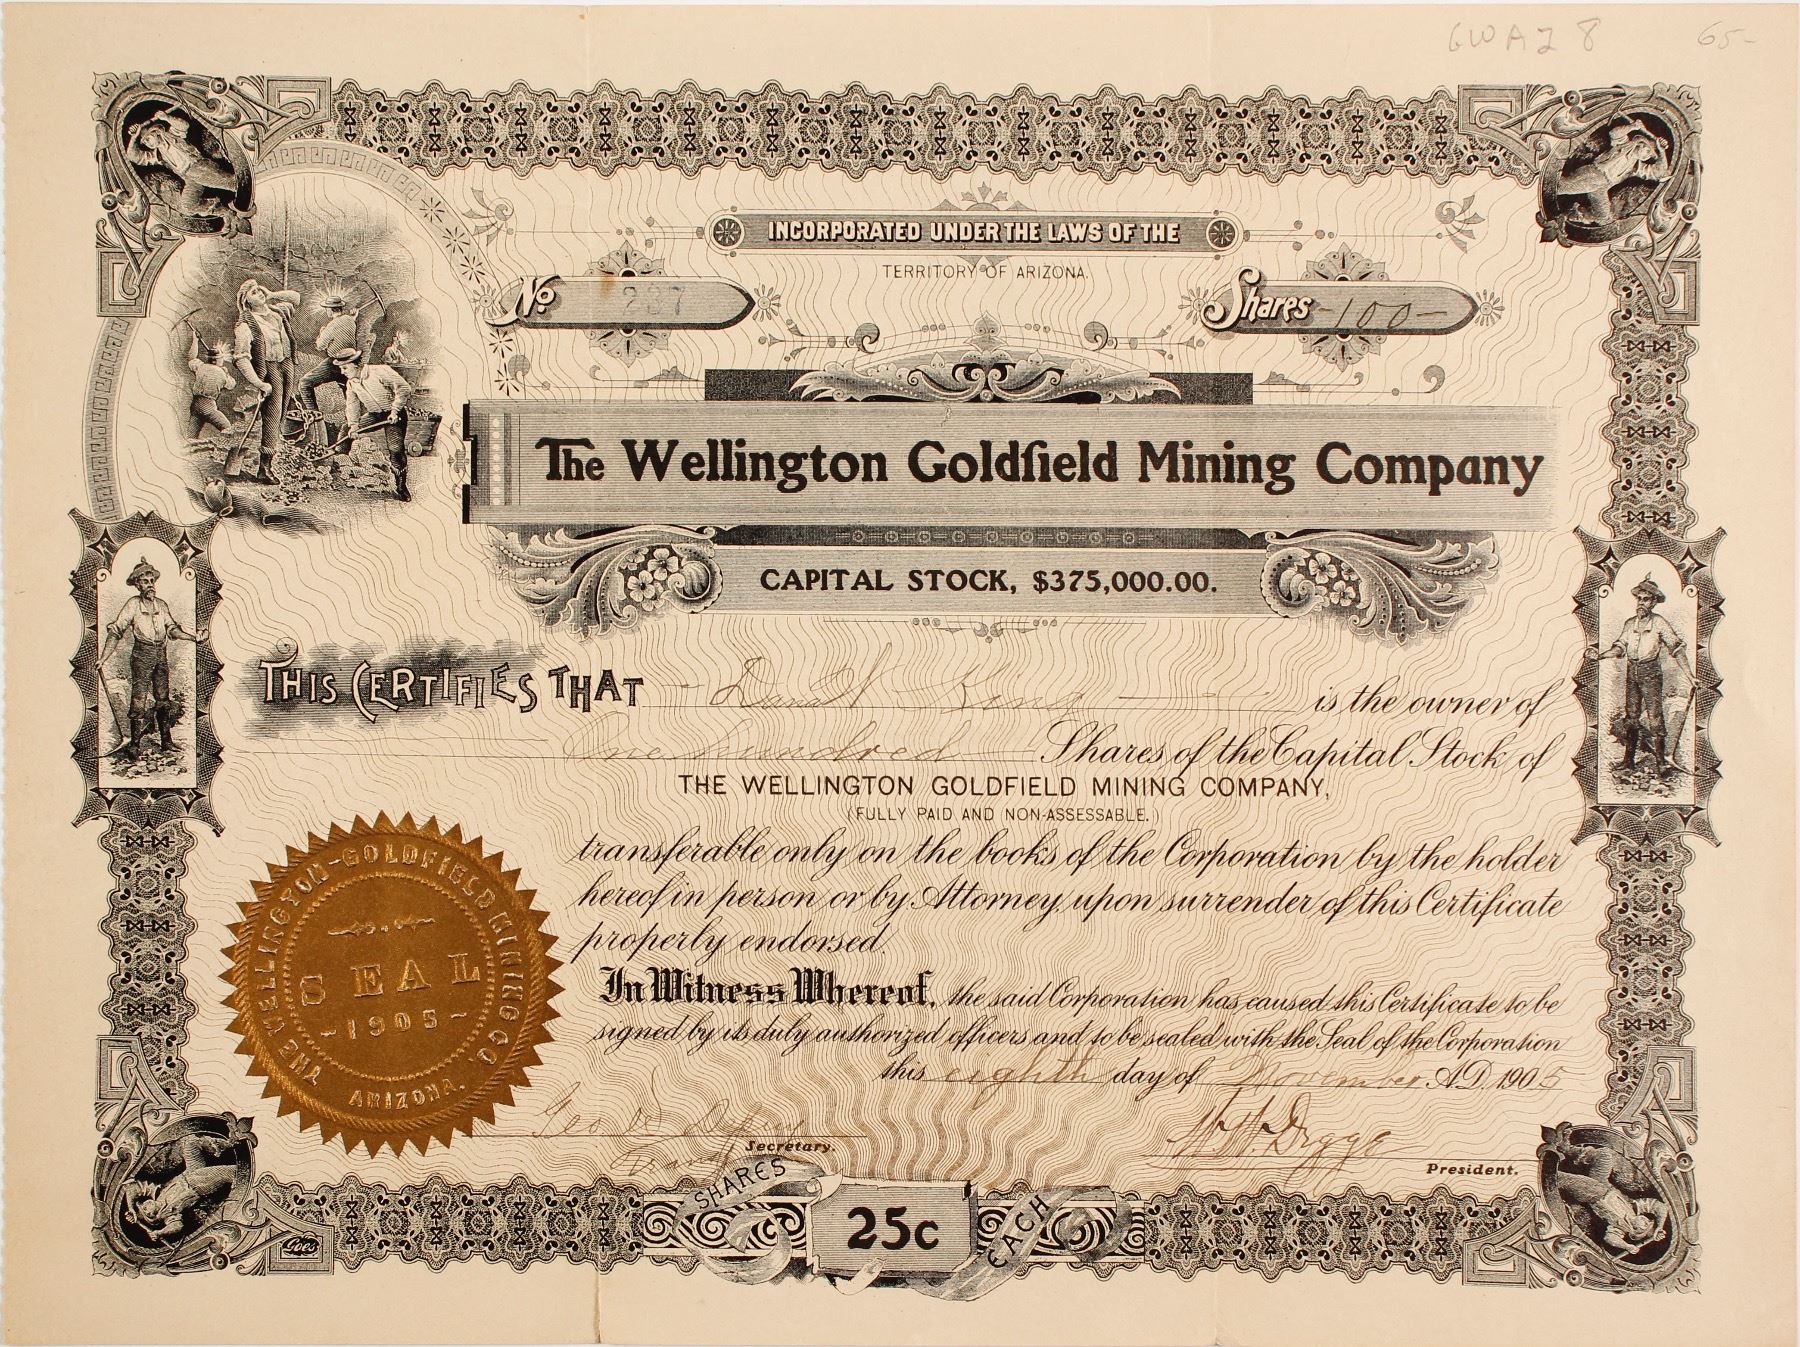 GWAZ 8 65-
INCORPORATED UNDER THE LAWS OF THE
TERRITORY OF ARIZONA.
No 237
Shares -100-
The Wellington Goldfield Mining Company
CAPITAL STOCK, $375,000.00.
THIS CERTIFIES THAT - King is the owner of
One hundred Shares of the Capital Stock of
THE WELLINGTON GOLDFIELD MINING COMPANY,
(FULLY PAID AND NON-ASSESSABLE.)
transferable only on the books of the Corporation by the holder
hereof in person or by Attorney, upon surrender of this Certificate
properly endorsed.
In Witness Whereof, the said Corporation has caused this Certificate to be
signed by its duly authorized officers and to be sealed with the Seal of the Corporation
this eighth day of November A.D. 1905
THE WELLINGTON-GOLDFIELD MINING CO.
SEAL
~1905~
ARIZONA.
Geo
Secretary.
President.
Goes
SHARES
25c
EACH